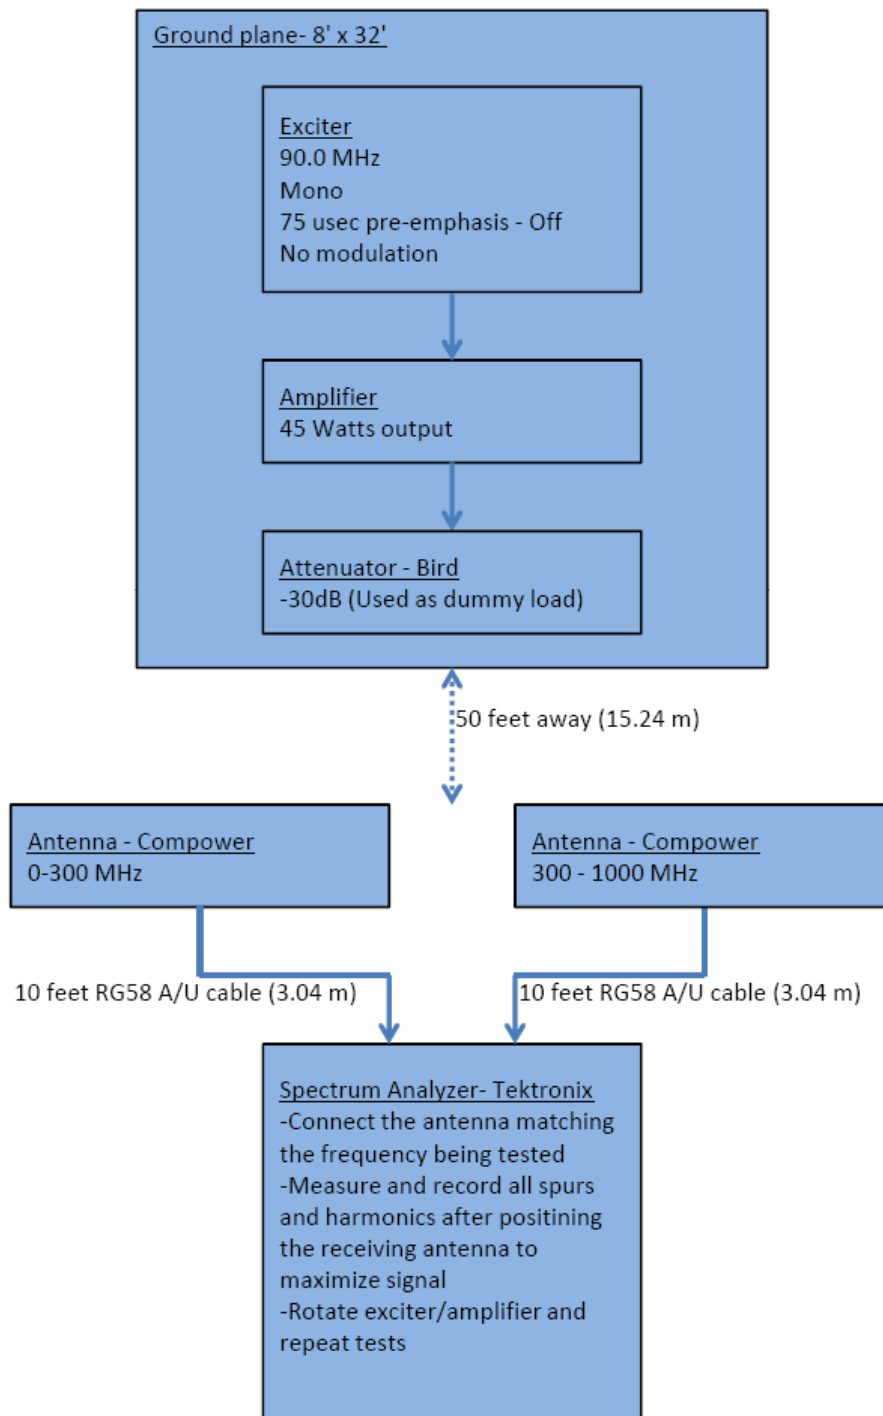 Ground plane- 8' x 32'
Exciter
90.0 MHz
Mono
75 usec pre-emphasis - Off
No modulation
Amplifier
45 Watts output
Attenuator - Bird
-30dB (Used as dummy load)
50 feet away (15.24 m)
Antenna - Compower
0-300 MHz
Antenna - Compower
300 - 1000 MHz
10 feet RG58 A/U cable (3.04 m)
10 feet RG58 A/U cable (3.04 m)
Spectrum Analyzer- Tektronix
-Connect the antenna matching
the frequency being tested
-Measure and record all spurs
and harmonics after positining
the receiving antenna to
maximize signal
-Rotate exciter/amplifier and
repeat tests